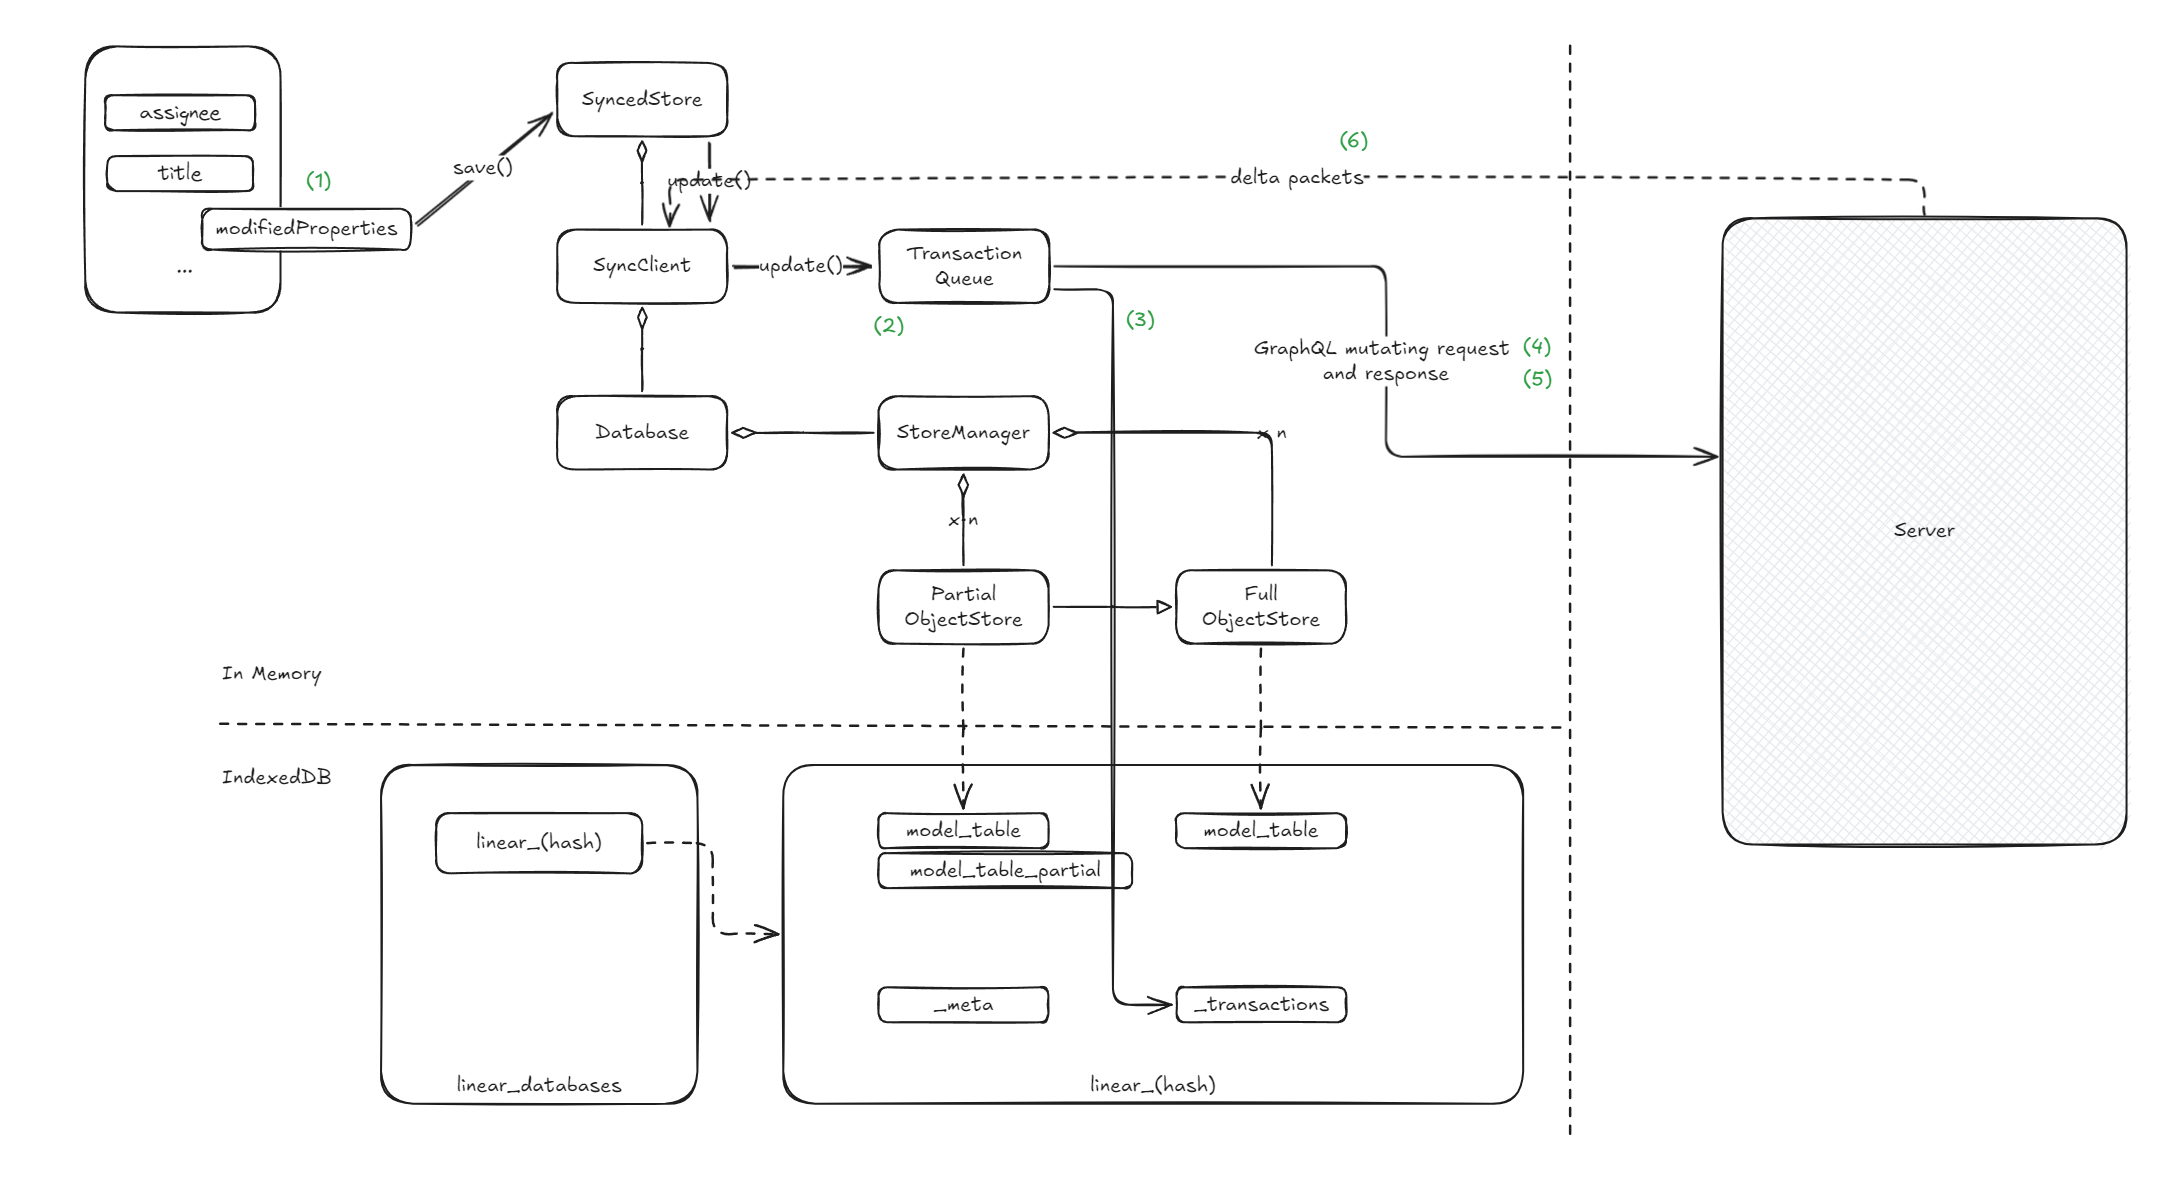 assignee
title
(1)
modifiedProperties
...
save()
SyncedStore
update()
(6)
delta packets
SyncClient
update()
Transaction
Queue
(2)
(3)
GraphQL mutating request
and response
(4)
(5)
Database
StoreManager
x n
x n
Partial
ObjectStore
Full
ObjectStore
Server
In Memory
IndexedDB
linear_(hash)
linear_databases
model_table
model_table_partial
model_table
_meta
_transactions
linear_(hash)